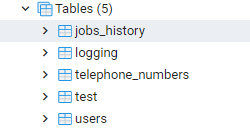 Tables (5)
jobs_history
logging
telephone_numbers
test
users